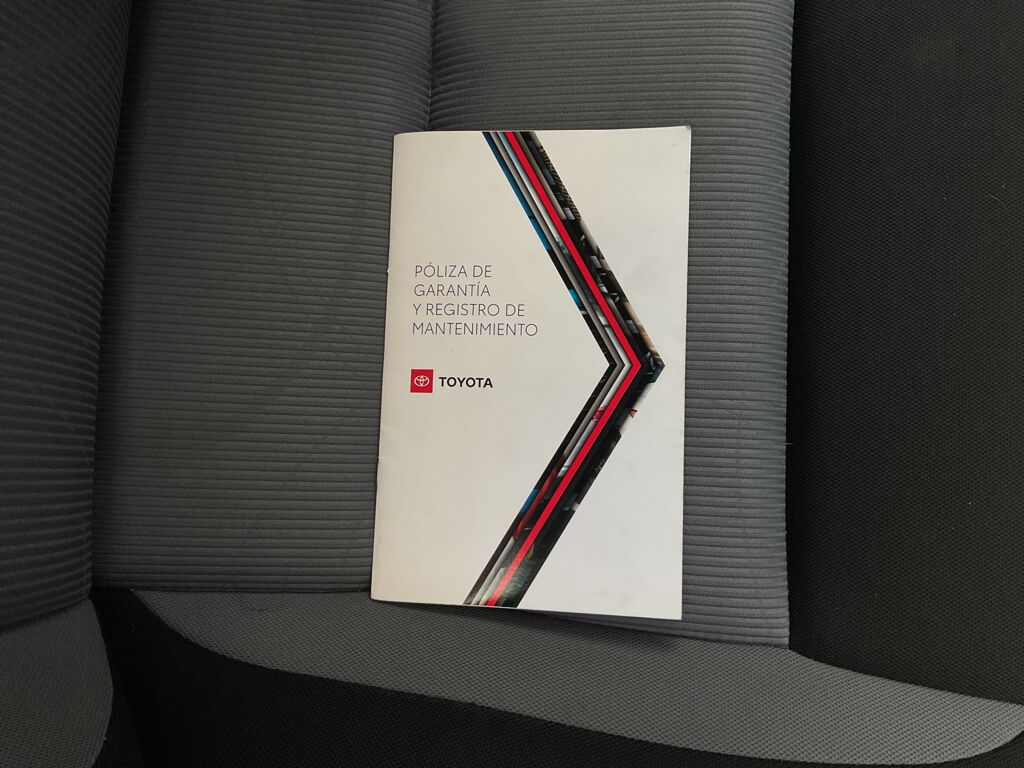 PÓLIZA DE
GARANTÍA
Y REGISTRO DE
MANTENIMIENTO
TOYOTA